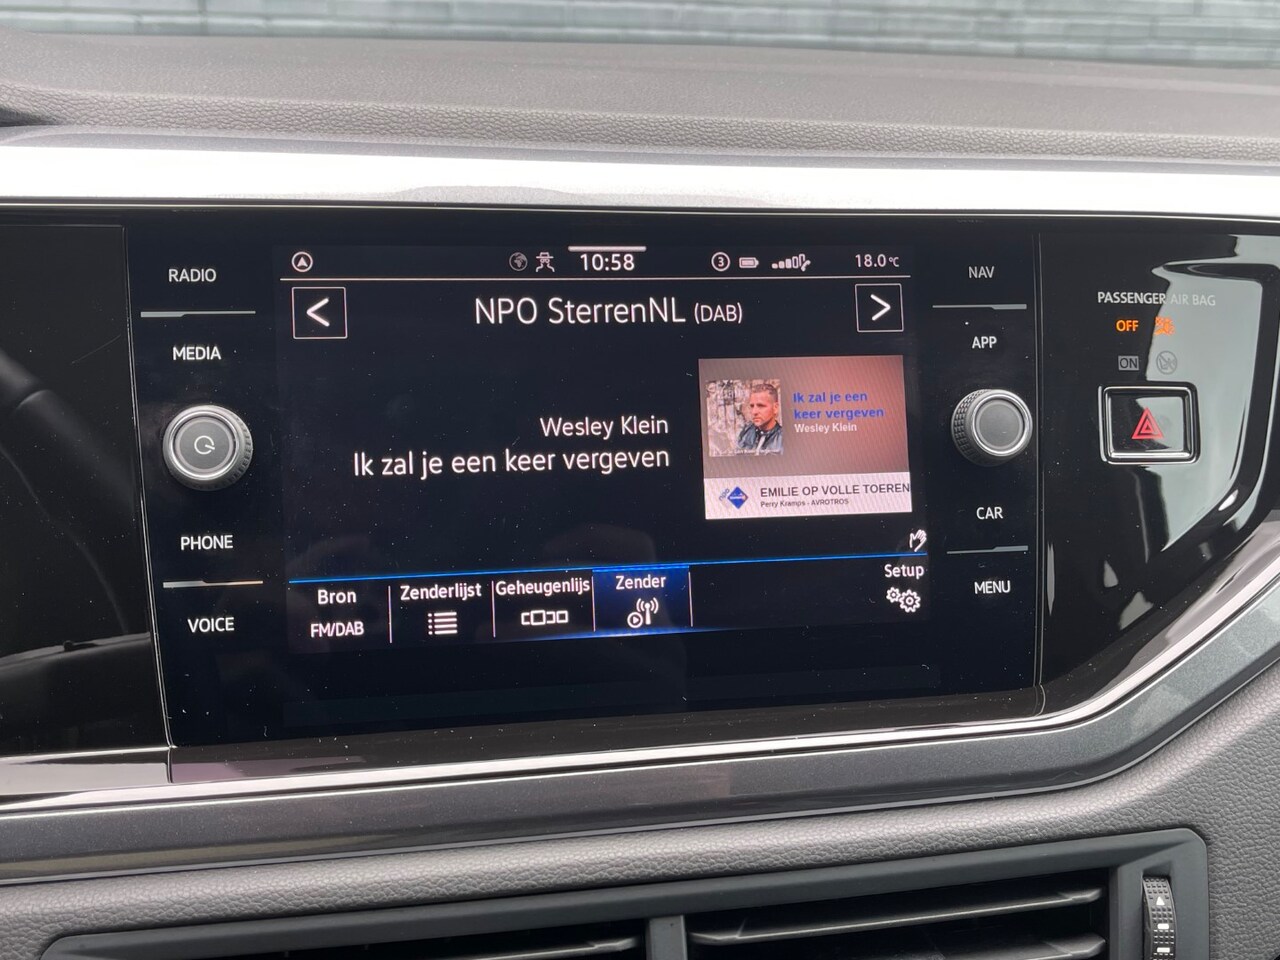 RADIO
MEDIA
PHONE
VOICE
10:58
3
18.0°C
<
NPO SterrenNL (DAB)
>
Wesley Klein
Ik zal je een keer vergeven
Ik zal je een
keer vergeven
Wesley Klein
EMILIE OP VOLLE TOEREN
Perry Kramps - AVROTROS
Bron
FM/DAB
Zenderlijst
Geheugenlijs
Zender
Setup
NAV
APP
CAR
MENU
PASSENGER AIR BAG
OFF
ON